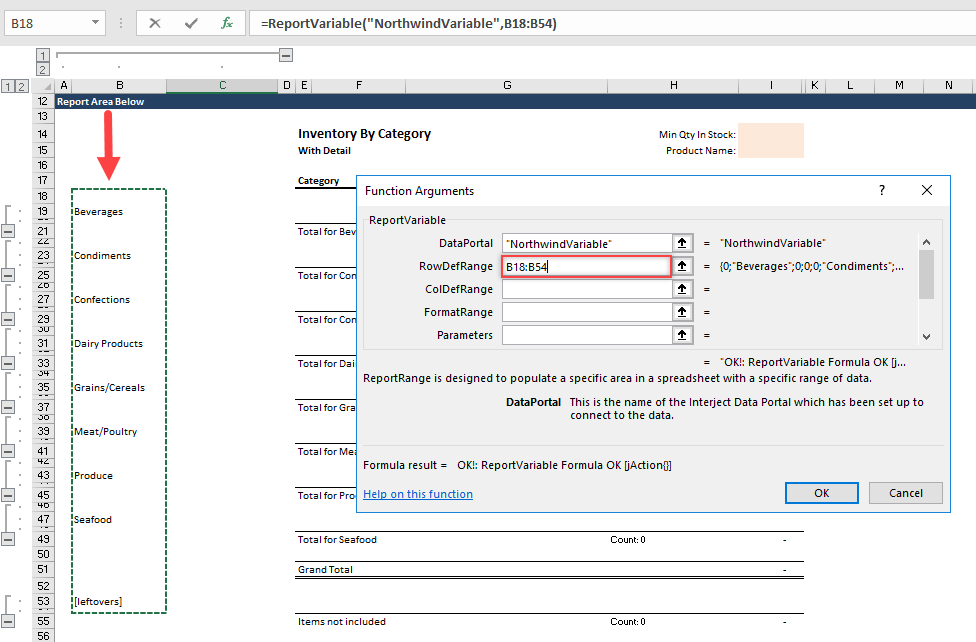 B18
=ReportVariable("NorthwindVariable",B18:B54)
1
2
1 2
A B C D E F G H I K L M N
12 Report Area Below
13
14 Inventory By Category Min Qty In Stock:
15 With Detail Product Name:
16
17 Category
18
19 Beverages
21 Total for Bev
22
23 Condiments
25 Total for Con
26
27 Confections
29 Total for Con
30
31 Dairy Products
33 Total for Dai
34
35 Grains/Cereals
37 Total for Gra
38
39 Meat/Poultry
41 Total for Mea
42
43 Produce
45 Total for Pro
46
47 Seafood
49 Total for Seafood Count: 0 -
50
51 Grand Total -
52
53 [leftovers]
55 Items not included Count: 0 -
56
Function Arguments ?
ReportVariable
DataPortal "NorthwindVariable" = "NorthwindVariable"
RowDefRange B18:B54 = {0;"Beverages";0;0;0;"Condiments";...
ColDefRange =
FormatRange =
Parameters =
= "OK!: ReportVariable Formula OK [j...
ReportRange is designed to populate a specific area in a spreadsheet with a specific range of data.
DataPortal This is the name of the Interject Data Portal which has been set up to
connect to the data.
Formula result = OK!: ReportVariable Formula OK [jAction{}]
Help on this function
OK Cancel